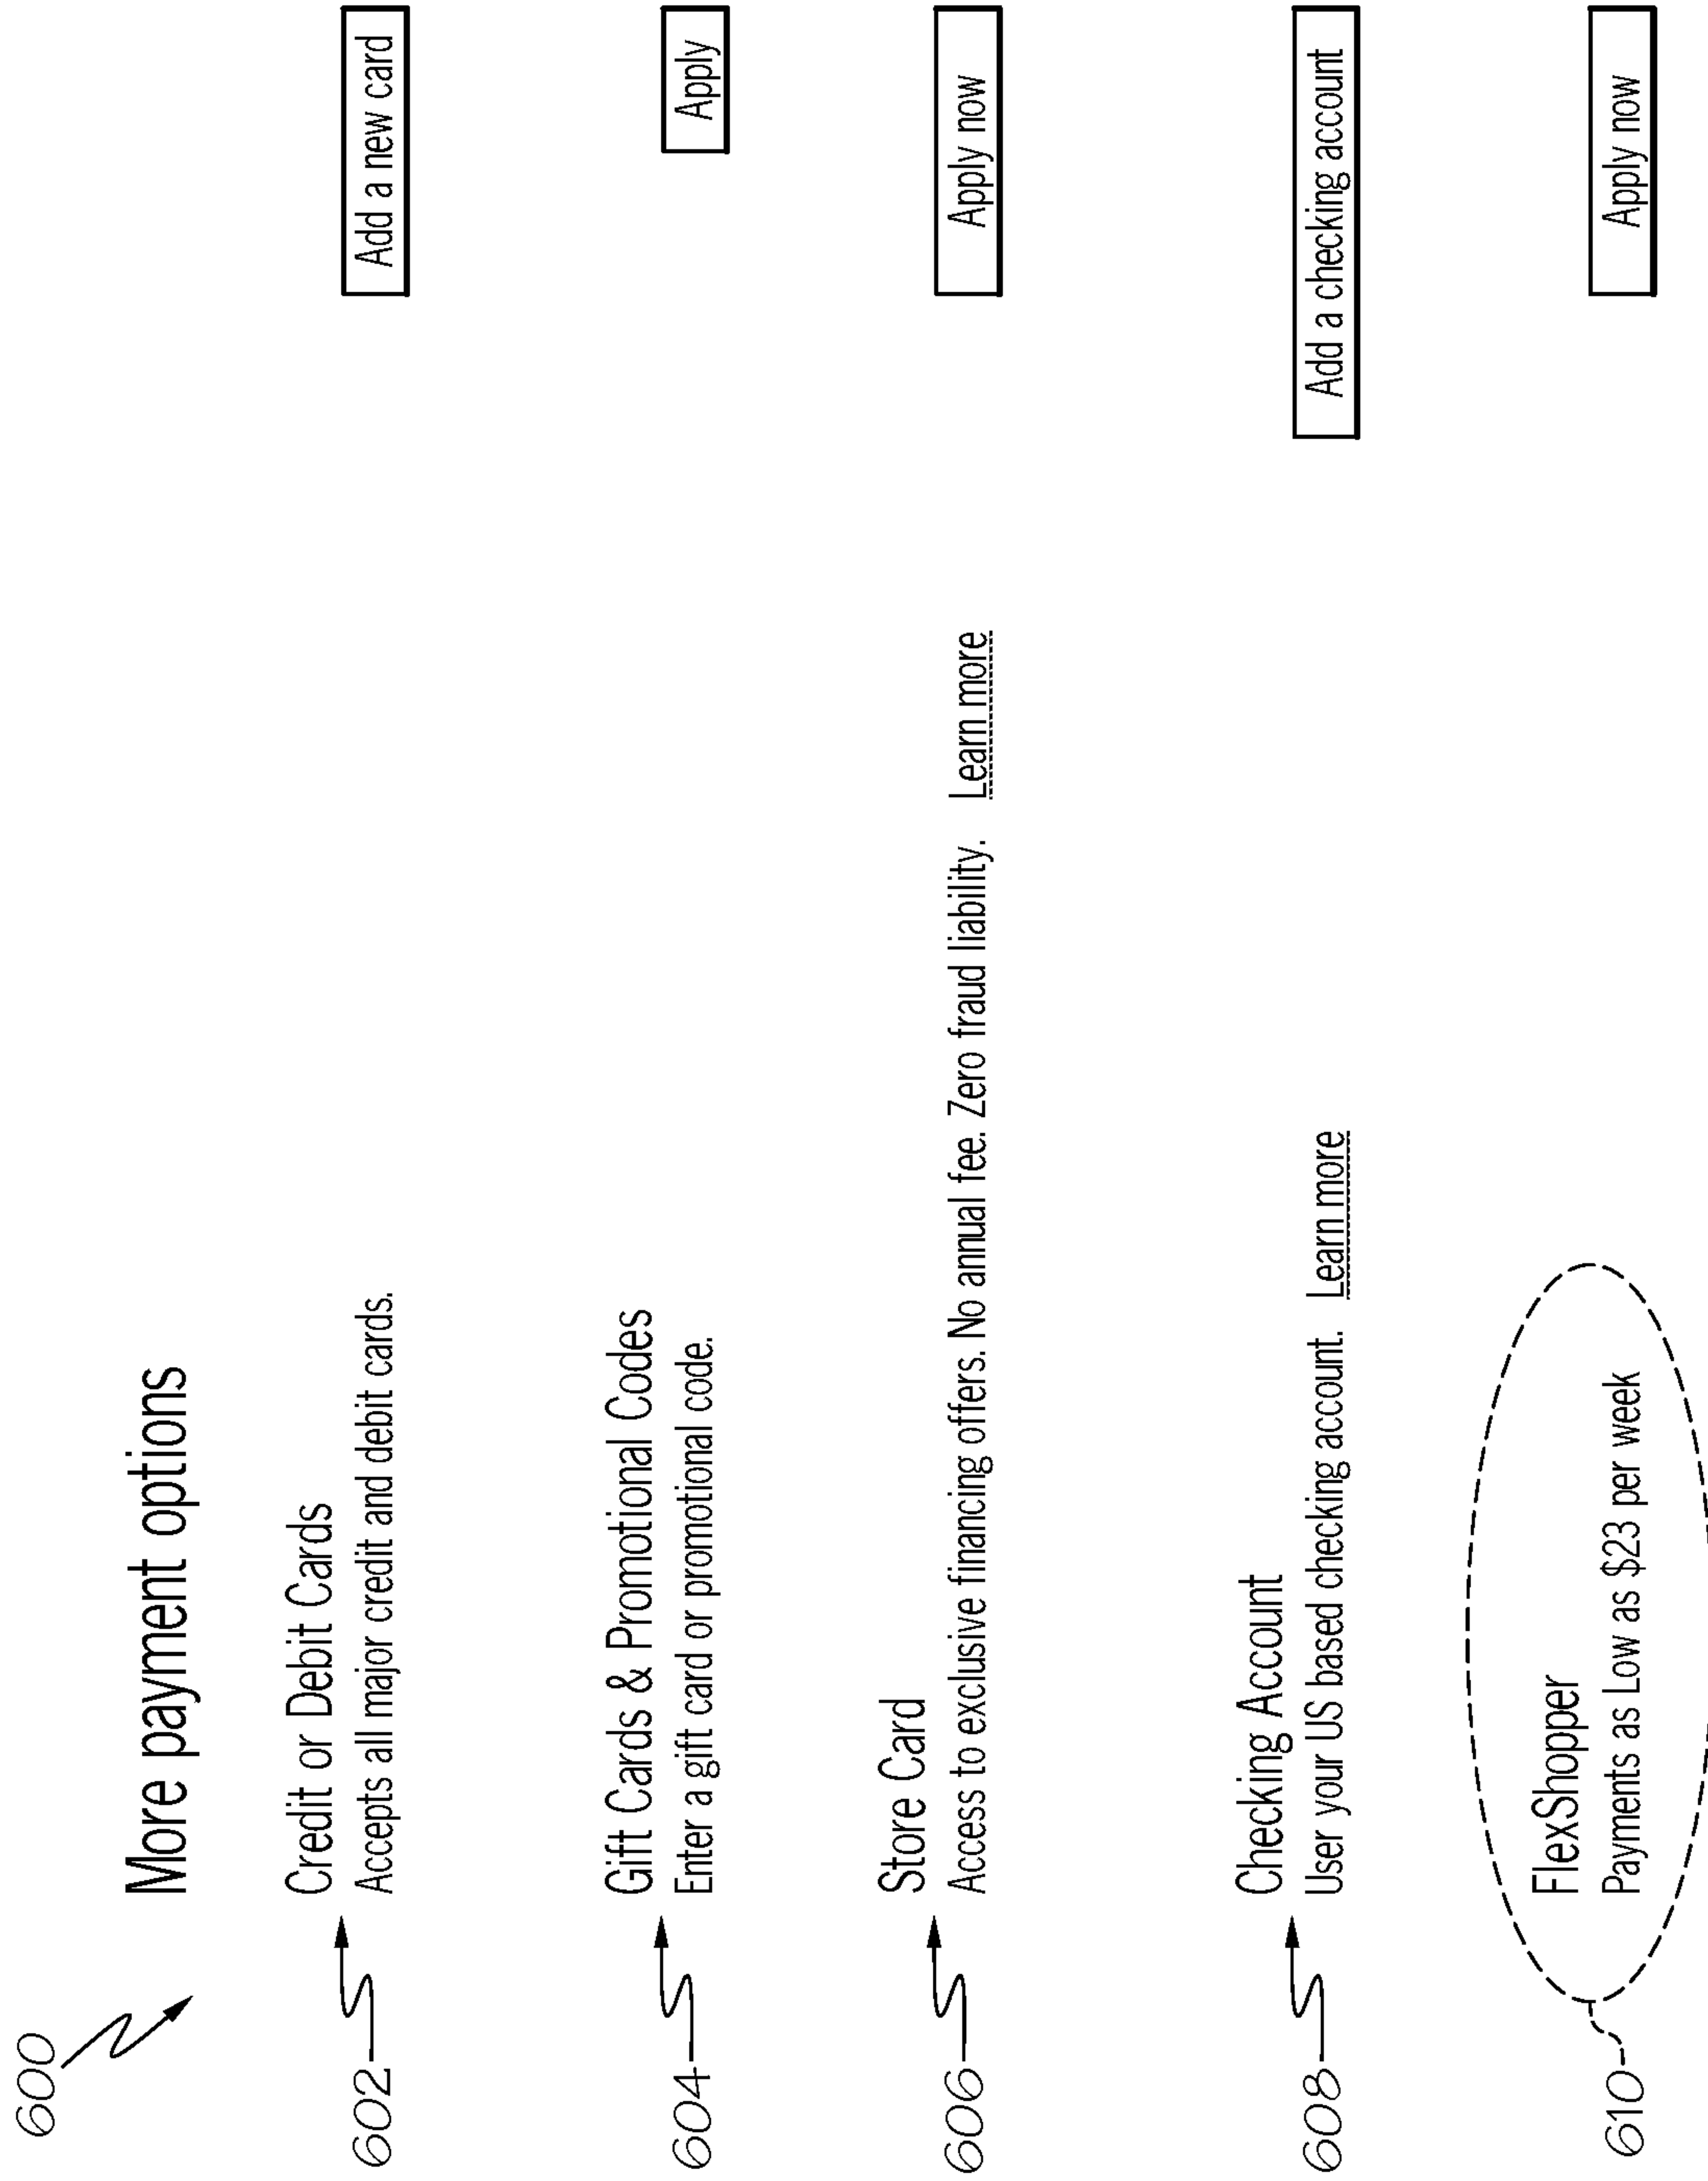 600
More payment options
602
Credit or Debit Cards
Accepts all major credit and debit cards.
Add a new card
604
Gift Cards & Promotional Codes
Enter a gift card or promotional code.
Apply
606
Store Card
Access to exclusive financing offers. No annual fee. Zero fraud liability. Learn more
Apply now
608
Checking Account
User your US based checking account. Learn more
Add a checking account
610
FlexShopper
Payments as Low as $23 per week
Apply now